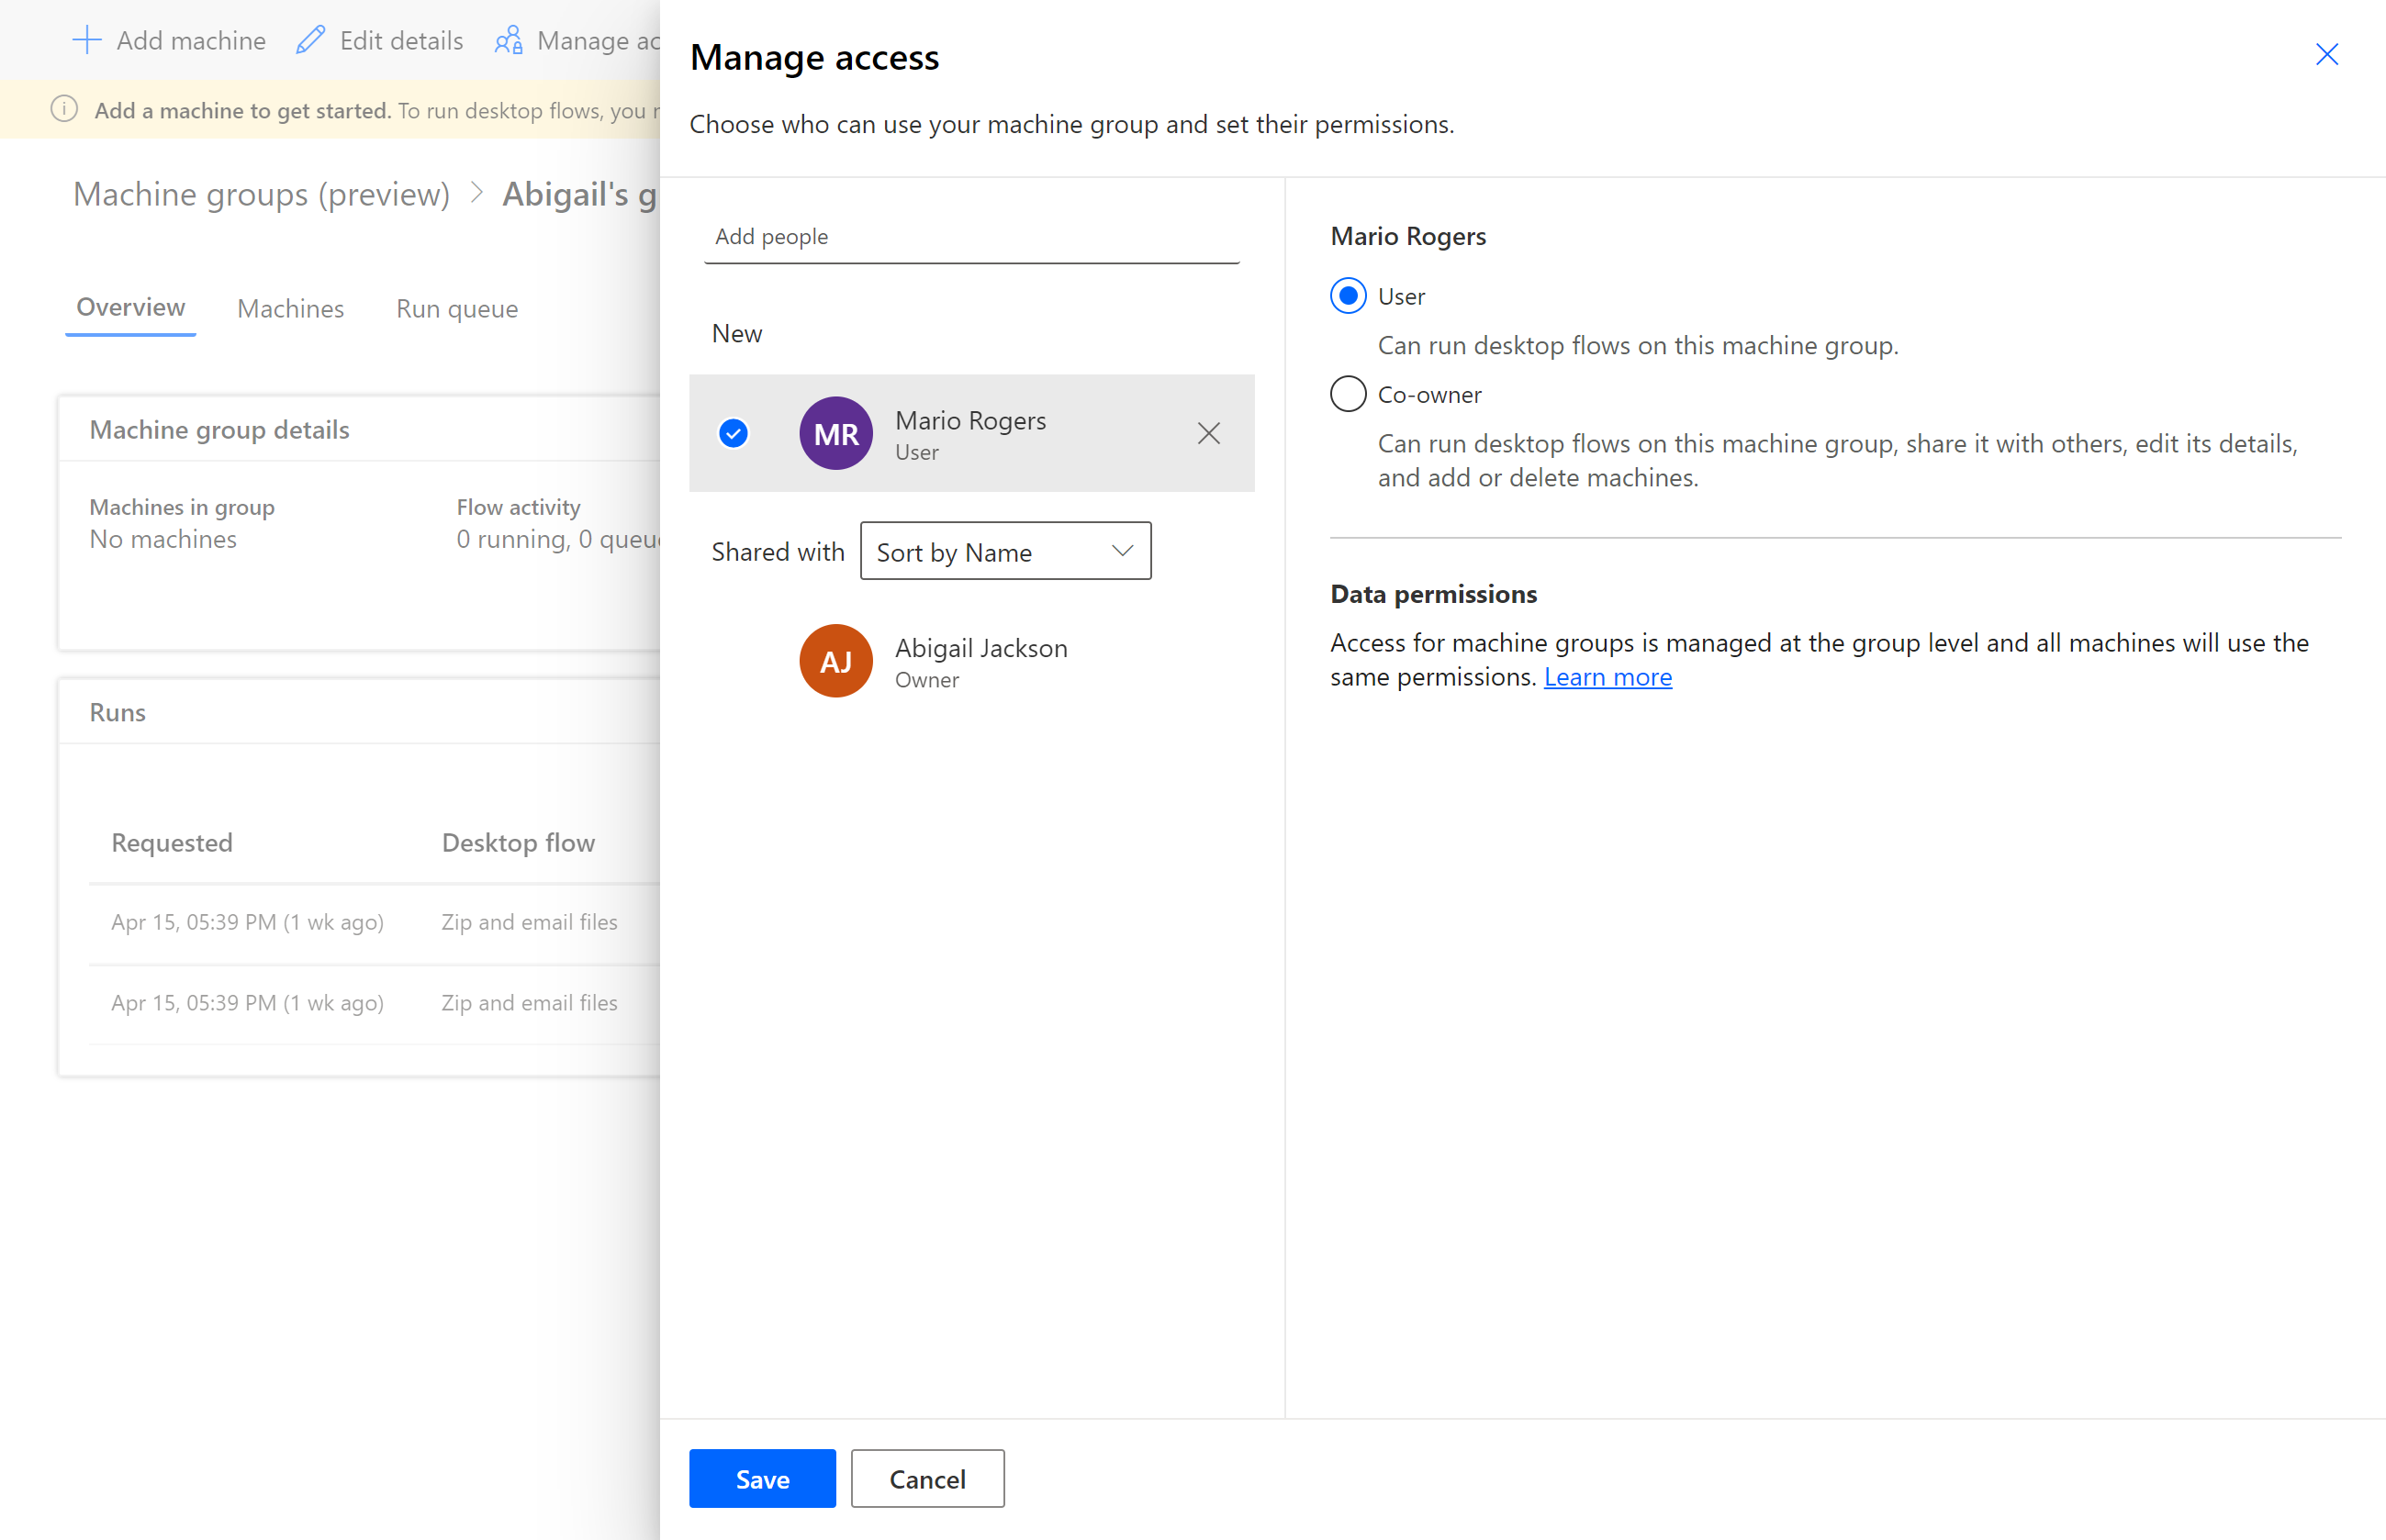 Add machine
Edit details
Manage ac
Add a machine to get started. To run desktop flows, you
Machine groups (preview) > Abigail's g
Overview
Machines
Run queue
Machine group details
Machines in group
No machines
Flow activity
0 running, 0 queu
Runs
Requested
Desktop flow
Apr 15, 05:39 PM (1 wk ago)
Zip and email files
Apr 15, 05:39 PM (1 wk ago)
Zip and email files
Manage access
Choose who can use your machine group and set their permissions.
Add people
New
MR
Mario Rogers
User
Shared with
Sort by Name
AJ
Abigail Jackson
Owner
Mario Rogers
User
Can run desktop flows on this machine group.
Co-owner
Can run desktop flows on this machine group, share it with others, edit its details,
and add or delete machines.
Data permissions
Access for machine groups is managed at the group level and all machines will use the
same permissions. Learn more
Save
Cancel